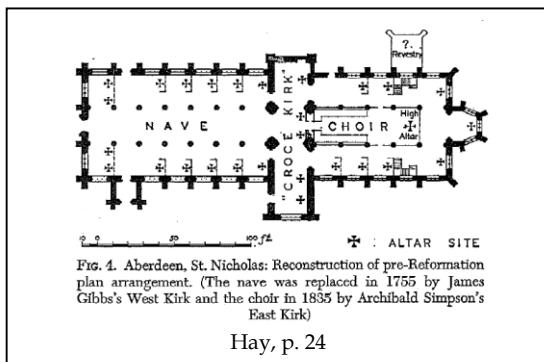 ?.
Revestry
NAVE
"CROCE KIRK"
CHOIR
High
Altar
0 50 100 ft.
✠ : ALTAR SITE
FIG. 4. Aberdeen, St. Nicholas: Reconstruction of pre-Reformation
plan arrangement. (The nave was replaced in 1755 by James
Gibbs's West Kirk and the choir in 1835 by Archibald Simpson's
East Kirk)
Hay, p. 24